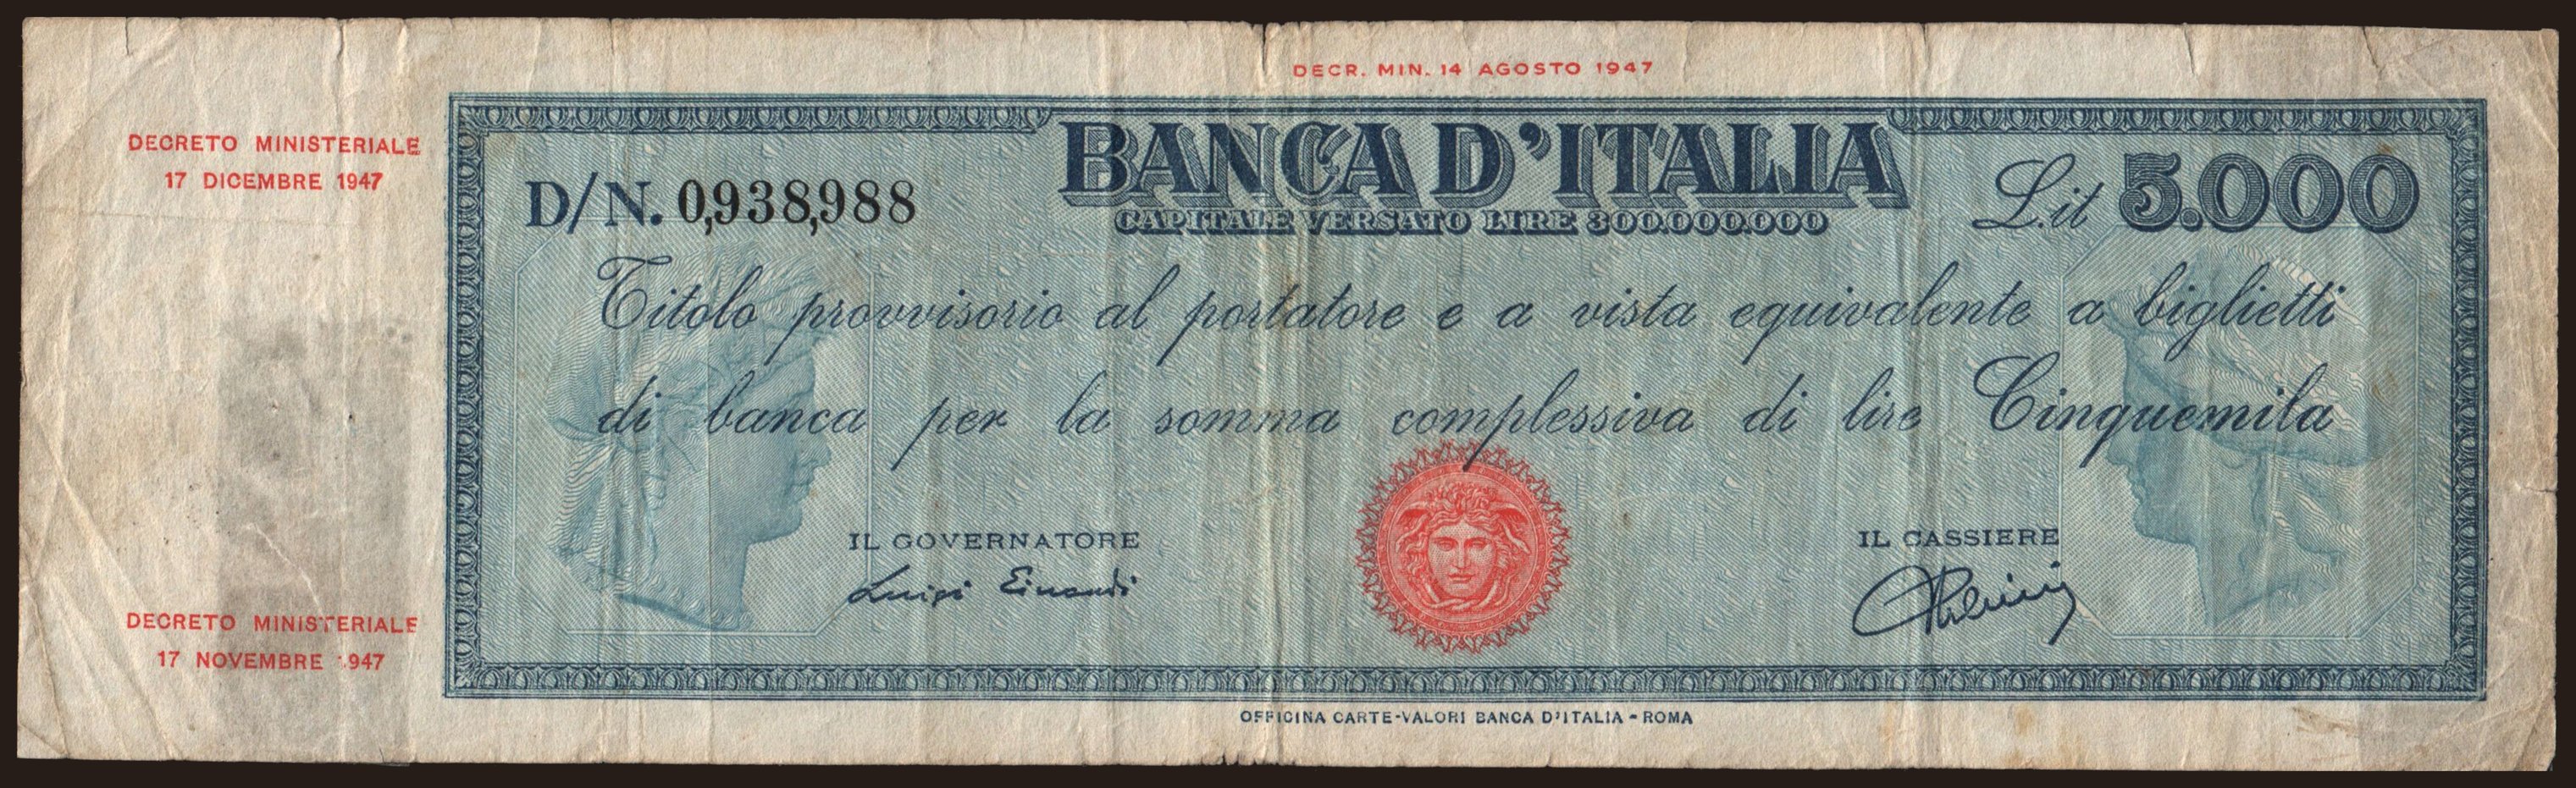 DECR. MIN. 14 AGOSTO 1947
DECRETO MINISTERIALE
17 DICEMBRE 1947
BANCA D'ITALIA
CAPITALE VERSATO LIRE 300.000.000
D/N. 0,938,988
L.it 5.000
Titolo provvisorio al portatore e a vista equivalente a biglietti
di banca per la somma complessiva di lire Cinquemila
IL GOVERNATORE
Luigi Einaudi
IL CASSIERE
DECRETO MINISTERIALE
17 NOVEMBRE 1947
OFFICINA CARTE-VALORI BANCA D'ITALIA - ROMA